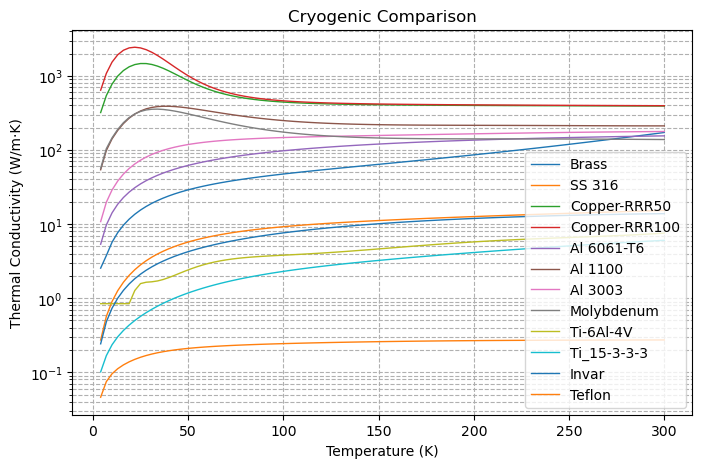 Cryogenic Comparison
Thermal Conductivity (W/m·K)
10³
10²
10¹
10⁰
10⁻¹
Brass
SS 316
Copper-RRR50
Copper-RRR100
Al 6061-T6
Al 1100
Al 3003
Molybdenum
Ti-6Al-4V
Ti_15-3-3-3
Invar
Teflon
0 50 100 150 200 250 300
Temperature (K)